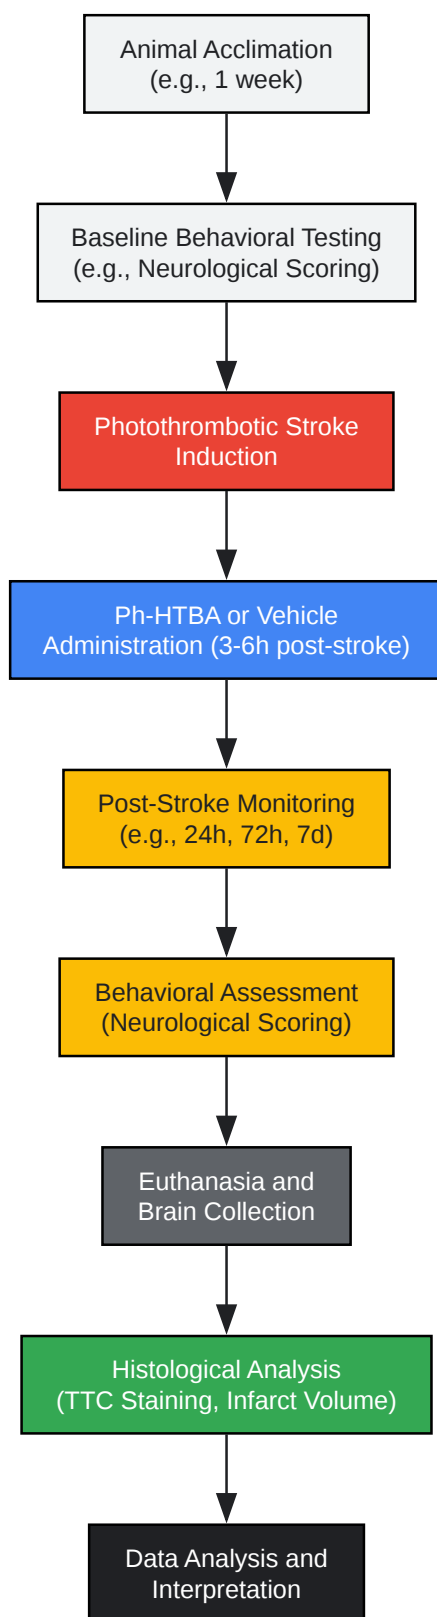 Animal Acclimation
(e.g., 1 week)
Baseline Behavioral Testing
(e.g., Neurological Scoring)
Photothrombotic Stroke
Induction
Ph-HTBA or Vehicle
Administration (3-6h post-stroke)
Post-Stroke Monitoring
(e.g., 24h, 72h, 7d)
Behavioral Assessment
(Neurological Scoring)
Euthanasia and
Brain Collection
Histological Analysis
(TTC Staining, Infarct Volume)
Data Analysis and
Interpretation